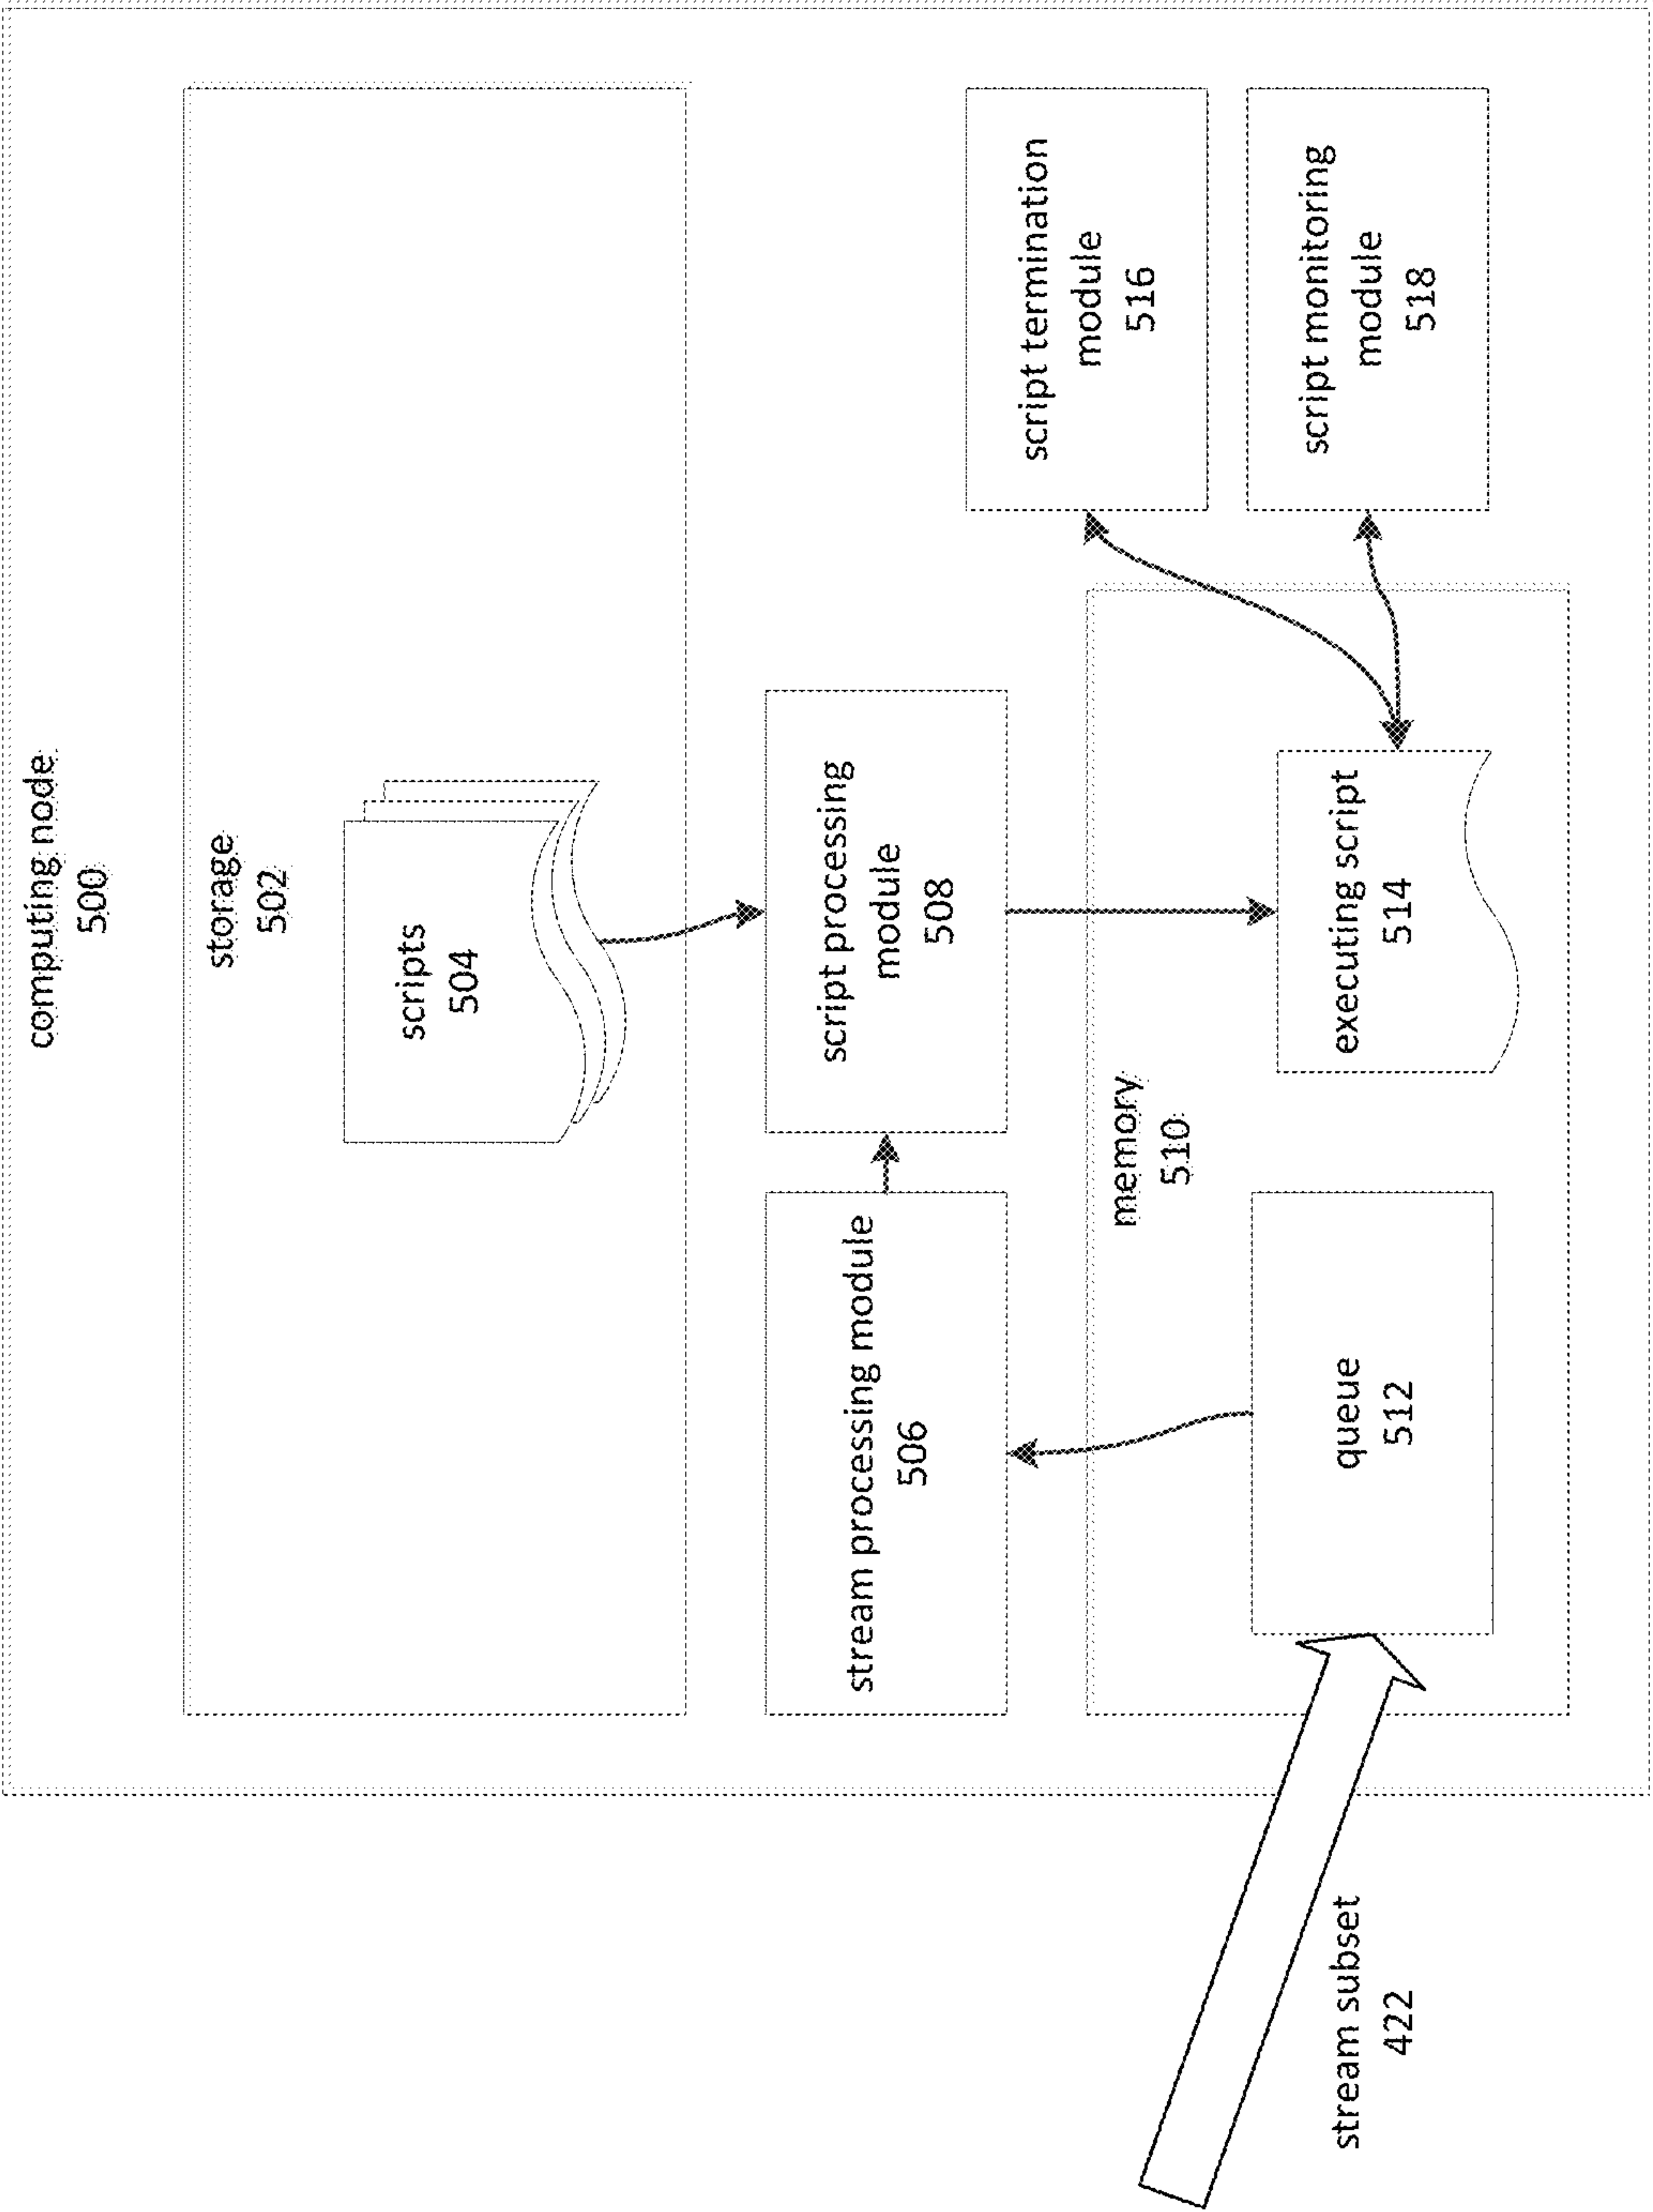 computing node
500
storage
502
scripts
504
stream processing module
506
script processing
module
508
script termination
module
516
memory
510
queue
512
executing script
514
script monitoring
module
518
stream subset
422